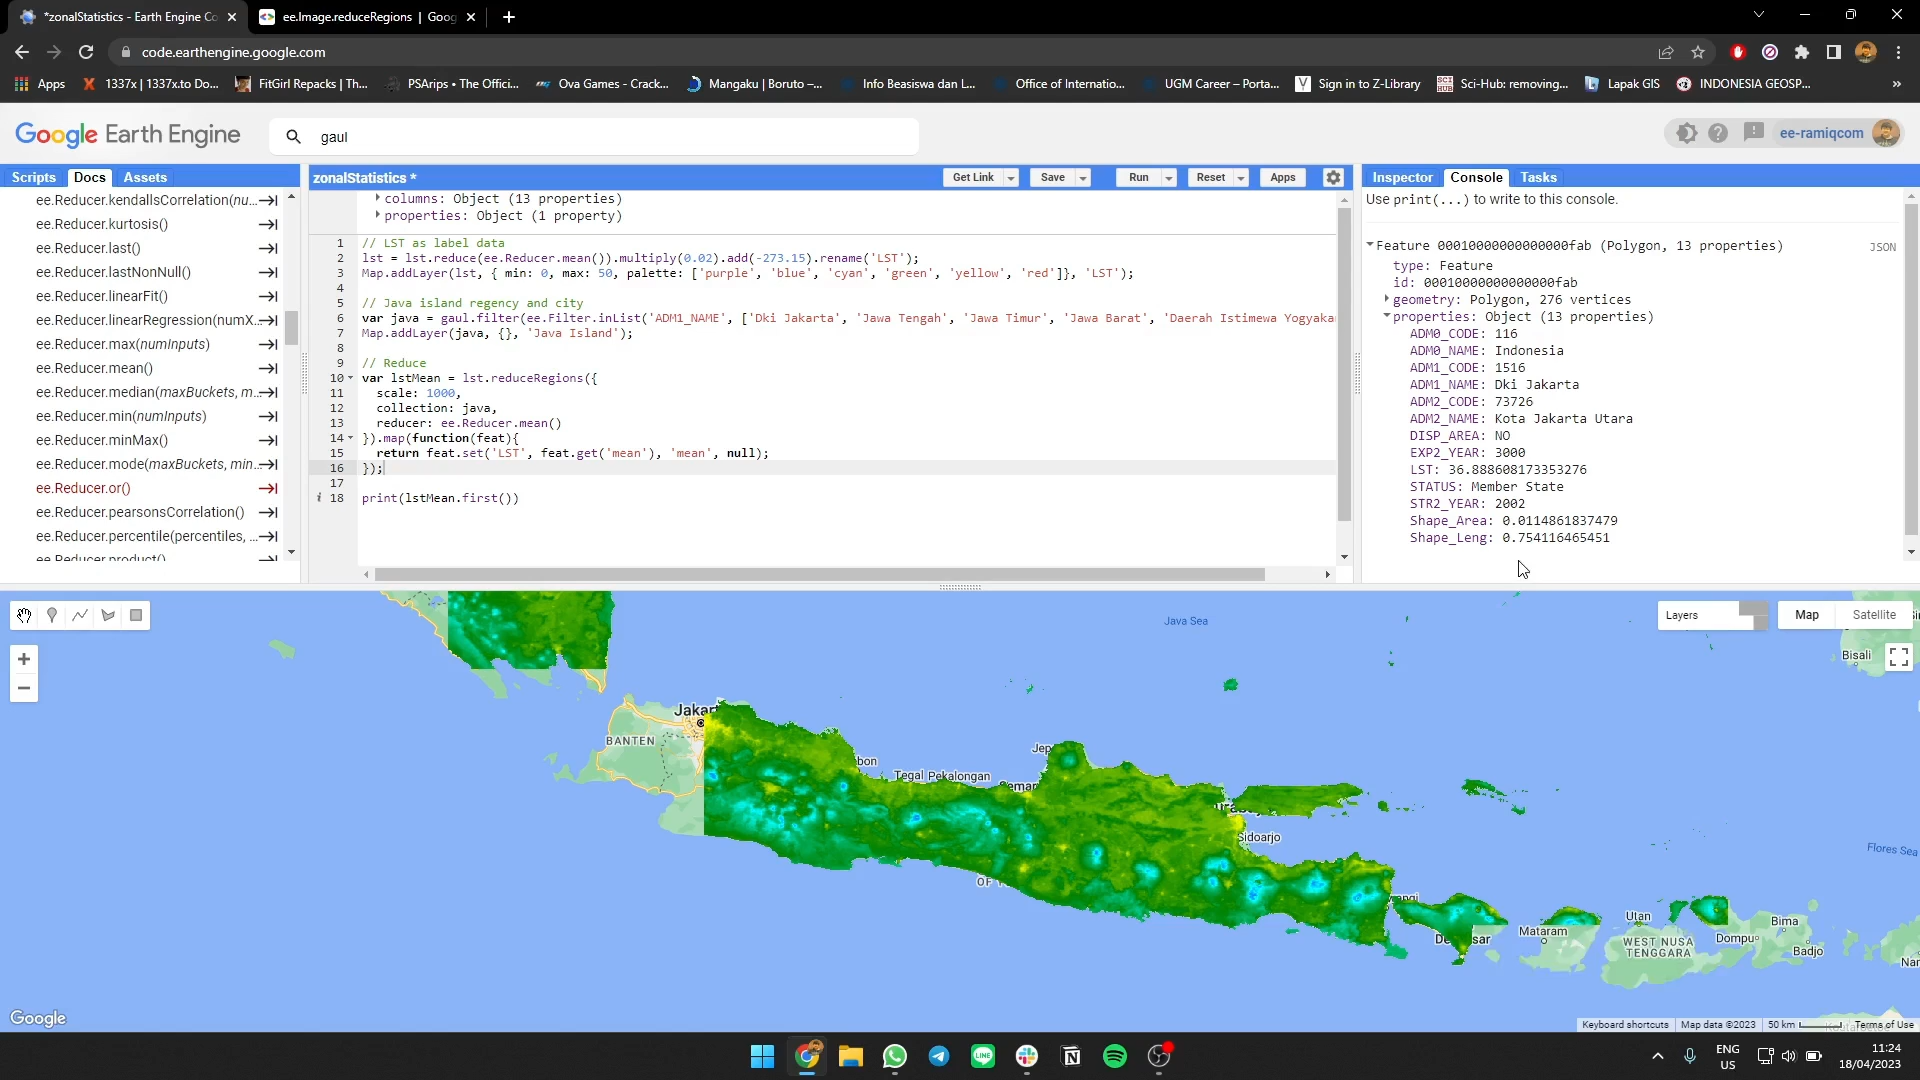 *zonalStatistics - Earth Engine Co
ee.Image.reduceRegions | Goog
code.earthengine.google.com
Apps
1337x | 1337x.to Do...
FitGirl Repacks | Th...
PSArips • The Offici...
Ova Games - Crack...
Mangaku | Boruto –...
Info Beasiswa dan L...
Office of Internatio...
UGM Career – Porta...
Sign in to Z-Library
Sci-Hub: removing...
Lapak GIS
INDONESIA GEOSP...
Google Earth Engine
gaul
ee-ramiqcom
Scripts
Docs
Assets
ee.Reducer.kendallsCorrelation(nu...
ee.Reducer.kurtosis()
ee.Reducer.last()
ee.Reducer.lastNonNull()
ee.Reducer.linearFit()
ee.Reducer.linearRegression(numX...
ee.Reducer.max(numInputs)
ee.Reducer.mean()
ee.Reducer.median(maxBuckets, m...
ee.Reducer.min(numInputs)
ee.Reducer.minMax()
ee.Reducer.mode(maxBuckets, min...
ee.Reducer.or()
ee.Reducer.pearsonsCorrelation()
ee.Reducer.percentile(percentiles, ...
ee.Reducer.product()
zonalStatistics *
Get Link
Save
Run
Reset
Apps
columns: Object (13 properties)
properties: Object (1 property)
1 // LST as label data
2 lst = lst.reduce(ee.Reducer.mean()).multiply(0.02).add(-273.15).rename('LST');
3 Map.addLayer(lst, { min: 0, max: 50, palette: ['purple', 'blue', 'cyan', 'green', 'yellow', 'red']}, 'LST');
4
5 // Java island regency and city
6 var java = gaul.filter(ee.Filter.inList('ADM1_NAME', ['Dki Jakarta', 'Jawa Tengah', 'Jawa Timur', 'Jawa Barat', 'Daerah Istimewa Yogyaka
7 Map.addLayer(java, {}, 'Java Island');
8
9 // Reduce
10 var lstMean = lst.reduceRegions({
11 scale: 1000,
12 collection: java,
13 reducer: ee.Reducer.mean()
14 }).map(function(feat){
15 return feat.set('LST', feat.get('mean'), 'mean', null);
16 });
17
i 18 print(lstMean.first())
Inspector
Console
Tasks
Use print(...) to write to this console.
Feature 00010000000000000fab (Polygon, 13 properties)
JSON
type: Feature
id: 00010000000000000fab
geometry: Polygon, 276 vertices
properties: Object (13 properties)
ADM0_CODE: 116
ADM0_NAME: Indonesia
ADM1_CODE: 1516
ADM1_NAME: Dki Jakarta
ADM2_CODE: 73726
ADM2_NAME: Kota Jakarta Utara
DISP_AREA: NO
EXP2_YEAR: 3000
LST: 36.888608173353276
STATUS: Member State
STR2_YEAR: 2002
Shape_Area: 0.0114861837479
Shape_Leng: 0.754116465451
Layers
Map
Satellite
Java Sea
Bisali
Jakar
BANTEN
bon
Tegal
Pekalongan
Jep
Semar
Sidoarjo
OF
Flores Sea
Mataram
Utan
Bima
WEST NUSA
TENGGARA
Dompu
Badjo
Nar
Google
Keyboard shortcuts
Map data ©2023
50 km
Terms of Use
ENG
US
11:24
18/04/2023